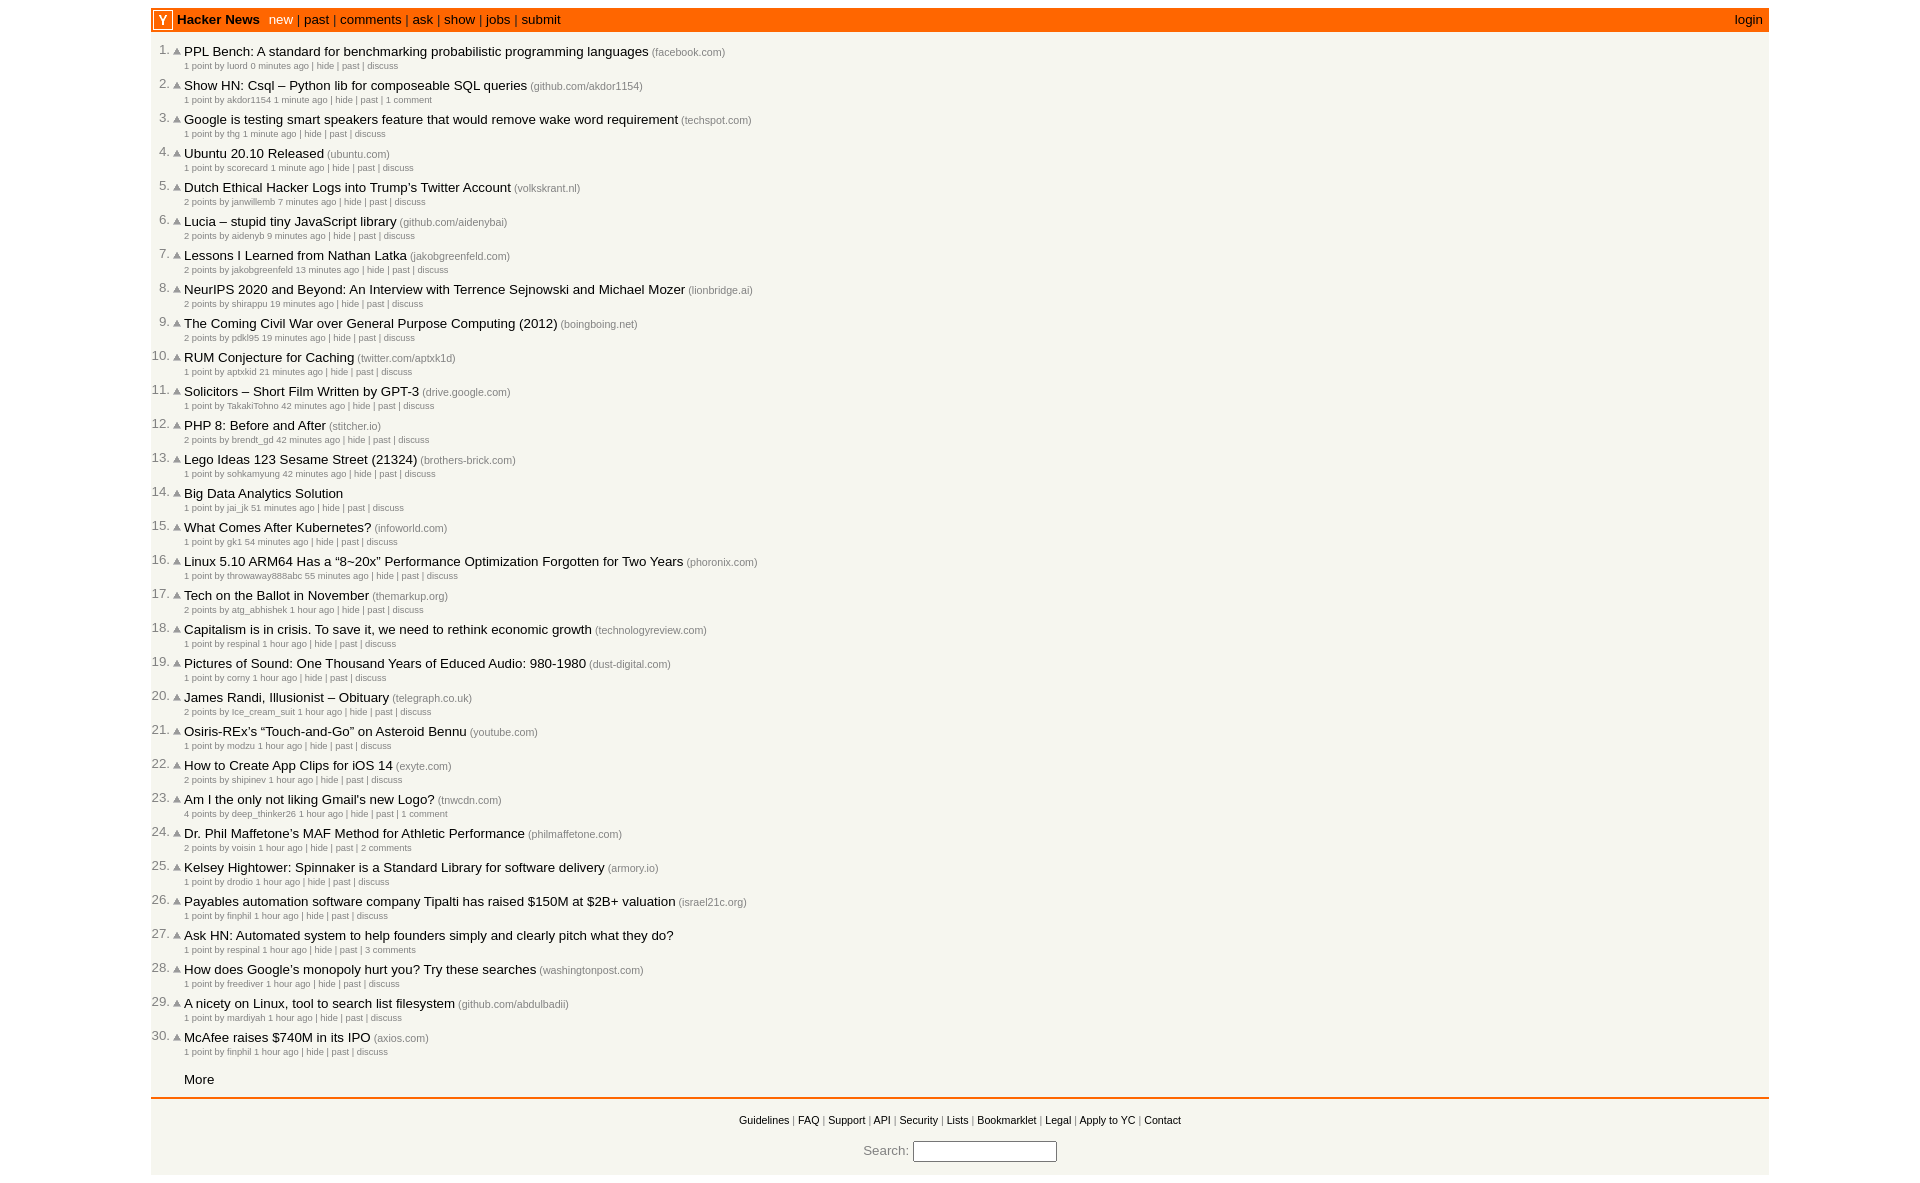 Y Hacker News new | past | comments | ask | show | jobs | submit login
1. PPL Bench: A standard for benchmarking probabilistic programming languages (facebook.com)
1 point by luord 0 minutes ago | hide | past | discuss
2. Show HN: Csql – Python lib for composeable SQL queries (github.com/akdor1154)
1 point by akdor1154 1 minute ago | hide | past | 1 comment
3. Google is testing smart speakers feature that would remove wake word requirement (techspot.com)
1 point by thg 1 minute ago | hide | past | discuss
4. Ubuntu 20.10 Released (ubuntu.com)
1 point by scorecard 1 minute ago | hide | past | discuss
5. Dutch Ethical Hacker Logs into Trump’s Twitter Account (volkskrant.nl)
2 points by janwillemb 7 minutes ago | hide | past | discuss
6. Lucia – stupid tiny JavaScript library (github.com/aidenybai)
2 points by aidenyb 9 minutes ago | hide | past | discuss
7. Lessons I Learned from Nathan Latka (jakobgreenfeld.com)
2 points by jakobgreenfeld 13 minutes ago | hide | past | discuss
8. NeurIPS 2020 and Beyond: An Interview with Terrence Sejnowski and Michael Mozer (lionbridge.ai)
2 points by shirappu 19 minutes ago | hide | past | discuss
9. The Coming Civil War over General Purpose Computing (2012) (boingboing.net)
2 points by pdkl95 19 minutes ago | hide | past | discuss
10. RUM Conjecture for Caching (twitter.com/aptxk1d)
1 point by aptxkid 21 minutes ago | hide | past | discuss
11. Solicitors – Short Film Written by GPT-3 (drive.google.com)
1 point by TakakiTohno 42 minutes ago | hide | past | discuss
12. PHP 8: Before and After (stitcher.io)
2 points by brendt_gd 42 minutes ago | hide | past | discuss
13. Lego Ideas 123 Sesame Street (21324) (brothers-brick.com)
1 point by sohkamyung 42 minutes ago | hide | past | discuss
14. Big Data Analytics Solution
1 point by jai_jk 51 minutes ago | hide | past | discuss
15. What Comes After Kubernetes? (infoworld.com)
1 point by gk1 54 minutes ago | hide | past | discuss
16. Linux 5.10 ARM64 Has a “8~20x” Performance Optimization Forgotten for Two Years (phoronix.com)
1 point by throwaway888abc 55 minutes ago | hide | past | discuss
17. Tech on the Ballot in November (themarkup.org)
2 points by atg_abhishek 1 hour ago | hide | past | discuss
18. Capitalism is in crisis. To save it, we need to rethink economic growth (technologyreview.com)
1 point by respinal 1 hour ago | hide | past | discuss
19. Pictures of Sound: One Thousand Years of Educed Audio: 980-1980 (dust-digital.com)
1 point by corny 1 hour ago | hide | past | discuss
20. James Randi, Illusionist – Obituary (telegraph.co.uk)
2 points by Ice_cream_suit 1 hour ago | hide | past | discuss
21. Osiris-REx’s “Touch-and-Go” on Asteroid Bennu (youtube.com)
1 point by modzu 1 hour ago | hide | past | discuss
22. How to Create App Clips for iOS 14 (exyte.com)
2 points by shipinev 1 hour ago | hide | past | discuss
23. Am I the only not liking Gmail's new Logo? (tnwcdn.com)
4 points by deep_thinker26 1 hour ago | hide | past | 1 comment
24. Dr. Phil Maffetone’s MAF Method for Athletic Performance (philmaffetone.com)
2 points by voisin 1 hour ago | hide | past | 2 comments
25. Kelsey Hightower: Spinnaker is a Standard Library for software delivery (armory.io)
1 point by drodio 1 hour ago | hide | past | discuss
26. Payables automation software company Tipalti has raised $150M at $2B+ valuation (israel21c.org)
1 point by finphil 1 hour ago | hide | past | discuss
27. Ask HN: Automated system to help founders simply and clearly pitch what they do?
1 point by respinal 1 hour ago | hide | past | 3 comments
28. How does Google’s monopoly hurt you? Try these searches (washingtonpost.com)
1 point by freediver 1 hour ago | hide | past | discuss
29. A nicety on Linux, tool to search list filesystem (github.com/abdulbadii)
1 point by mardiyah 1 hour ago | hide | past | discuss
30. McAfee raises $740M in its IPO (axios.com)
1 point by finphil 1 hour ago | hide | past | discuss
More
Guidelines | FAQ | Support | API | Security | Lists | Bookmarklet | Legal | Apply to YC | Contact
Search: